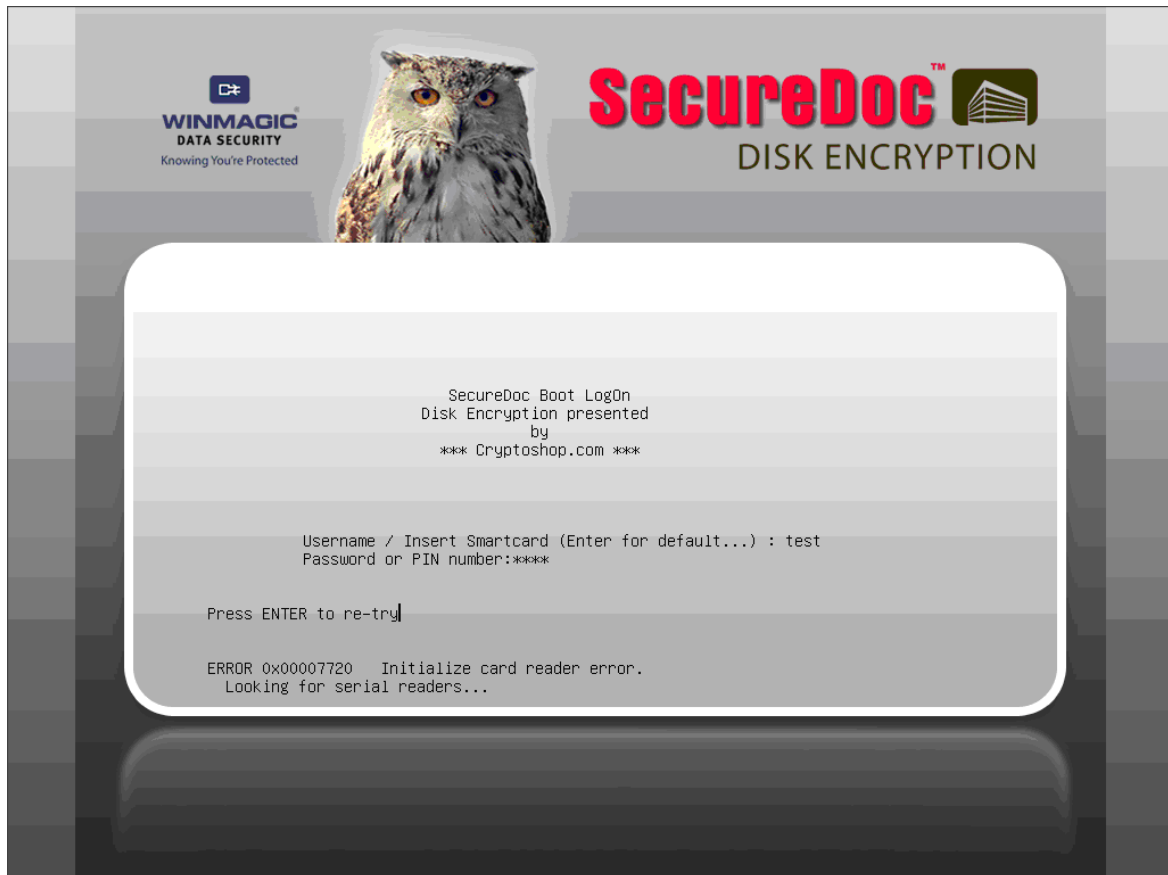 WINMAGIC®
DATA SECURITY
Knowing You're Protected
SecureDoc™
DISK ENCRYPTION
SecureDoc Boot LogOn
Disk Encryption presented
by
*** Cryptoshop.com ***
Username / Insert Smartcard (Enter for default...) : test
Password or PIN number:****
Press ENTER to re-try
ERROR 0x00007720   Initialize card reader error.
Looking for serial readers...